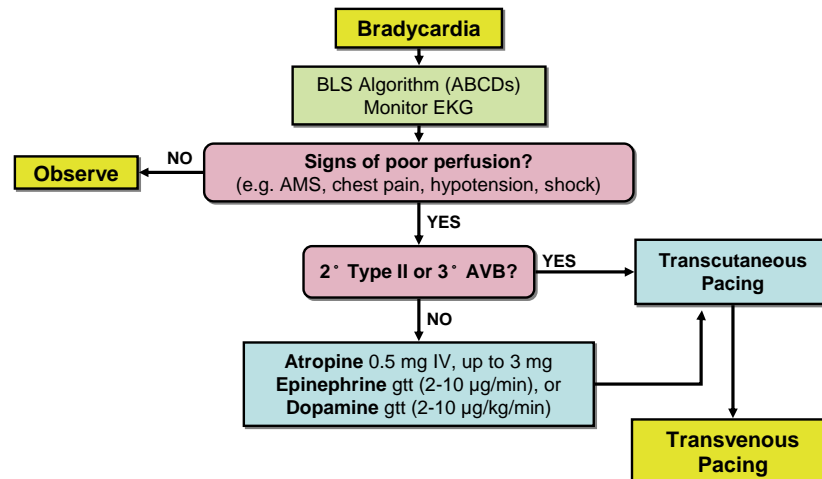 Bradycardia
BLS Algorithm (ABCDs)
Monitor EKG
Signs of poor perfusion?
(e.g. AMS, chest pain, hypotension, shock)
NO
Observe
YES
2° Type II or 3° AVB?
YES
Transcutaneous
Pacing
NO
Atropine 0.5 mg IV, up to 3 mg
Epinephrine gtt (2-10 µg/min), or
Dopamine gtt (2-10 µg/kg/min)
Transvenous
Pacing